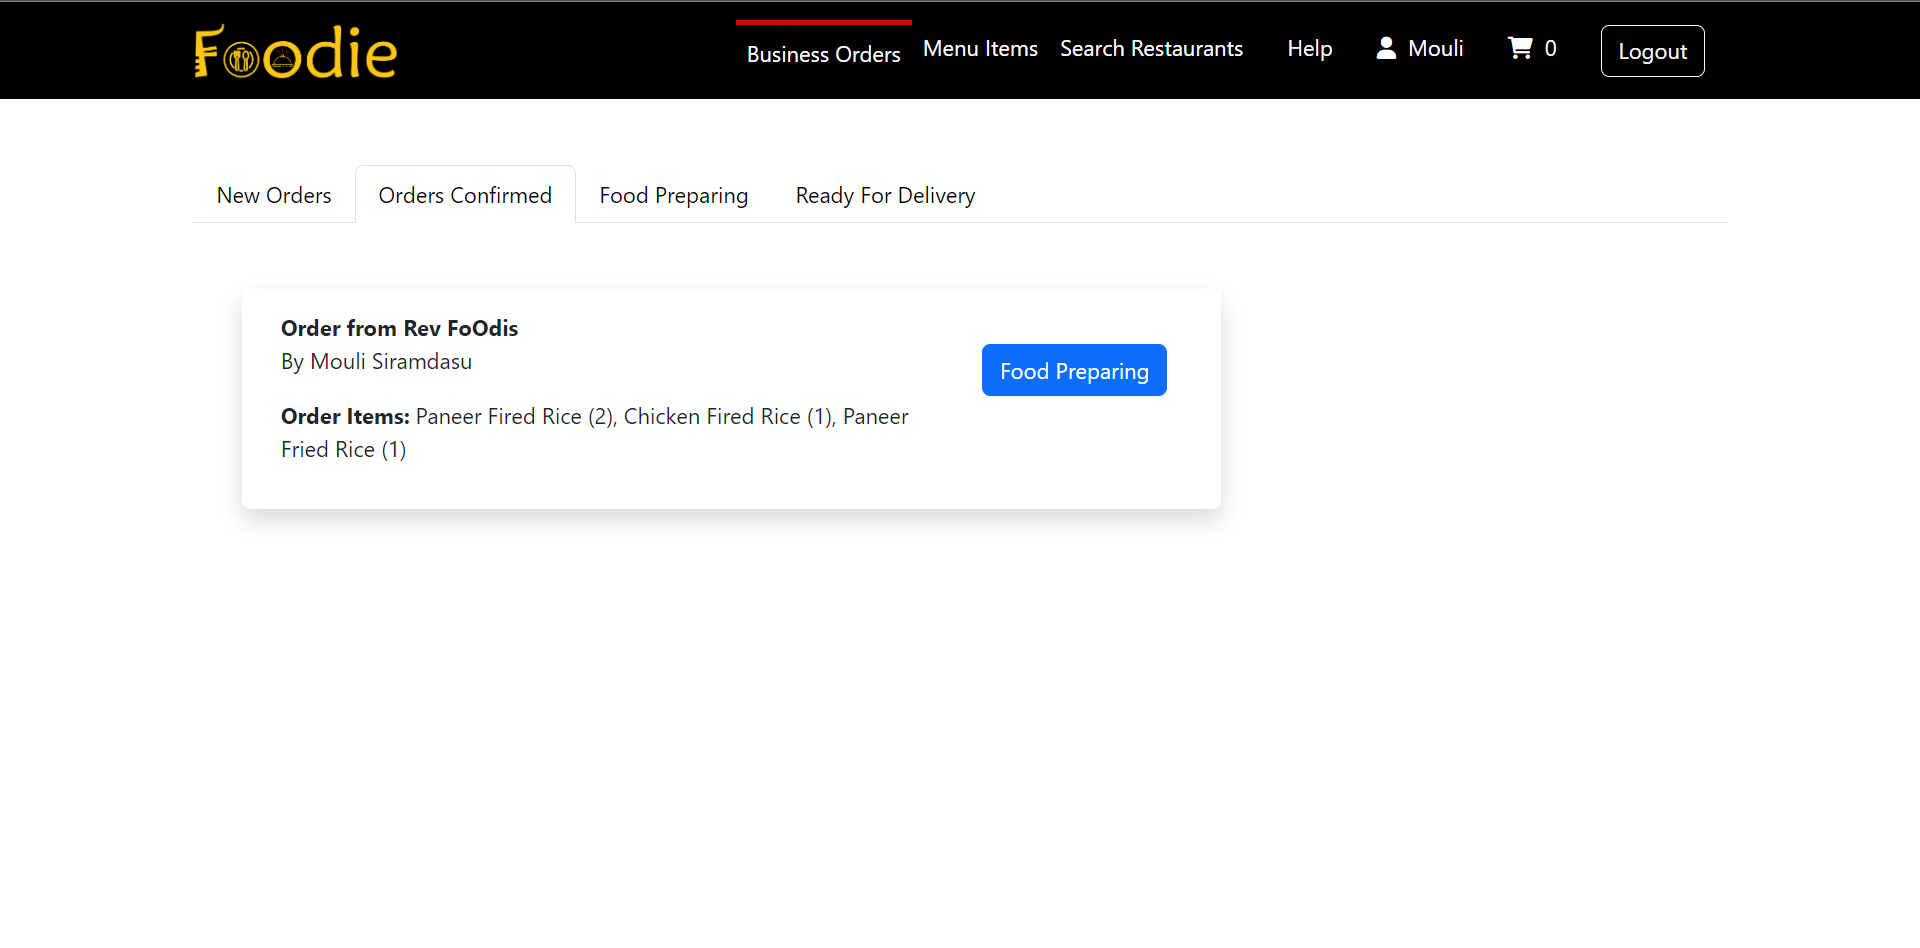 Foodie
Business Orders Menu Items Search Restaurants Help Mouli 0 Logout
New Orders Orders Confirmed Food Preparing Ready For Delivery
Order from Rev FoOdis
By Mouli Siramdasu
Food Preparing
Order Items: Paneer Fired Rice (2), Chicken Fired Rice (1), Paneer
Fried Rice (1)